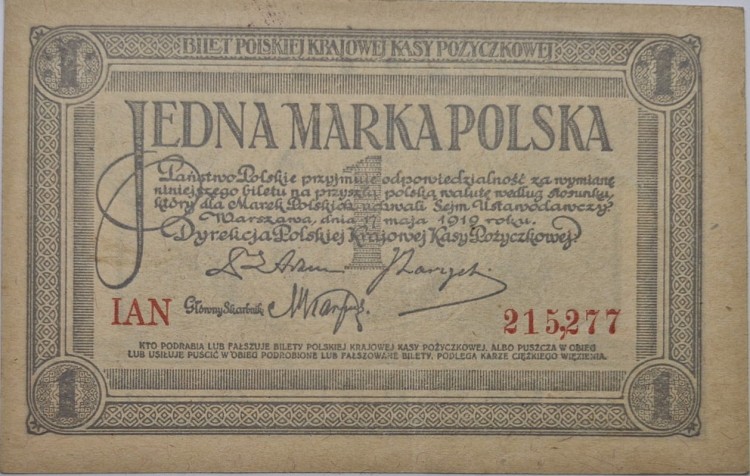 1 BILET POLSKIEJ KRAJOWEJ KASY POŻYCZKOWEJ 1
JEDNA MARKA POLSKA
1
Państwo Polskie przyjmuje odpowiedzialność za wymianę
niniejszego biletu na przyszłą polską walutę według stosunku,
który dla Marek Polskich uchwali Sejm Ustawodawczy.
Warszawa, dnia 17 maja 1919 roku.
Dyrekcja Polskiej Krajowej Kasy Pożyczkowej:
IAN Główny Skarbnik 215,277
KTO PODRABIA LUB FAŁSZUJE BILETY POLSKIEJ KRAJOWEJ KASY POŻYCZKOWEJ, ALBO PUSZCZA W OBIEG
LUB USIŁUJE PUŚCIĆ W OBIEG PODROBIONE LUB FAŁSZOWANE BILETY, PODLEGA KARZE CIĘŻKIEGO WIĘZIENIA.
1 1